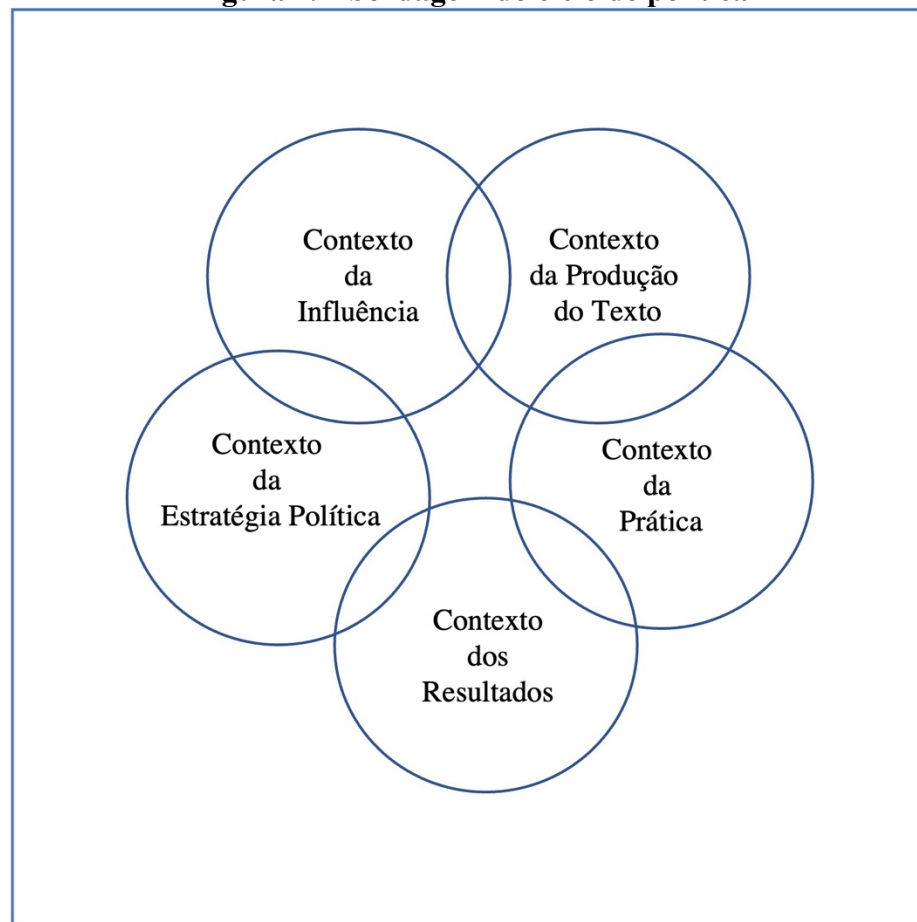 Contexto
da
Influência
Contexto
da Produção
do Texto
Contexto
da
Estratégia Política
Contexto
da
Prática
Contexto
dos
Resultados